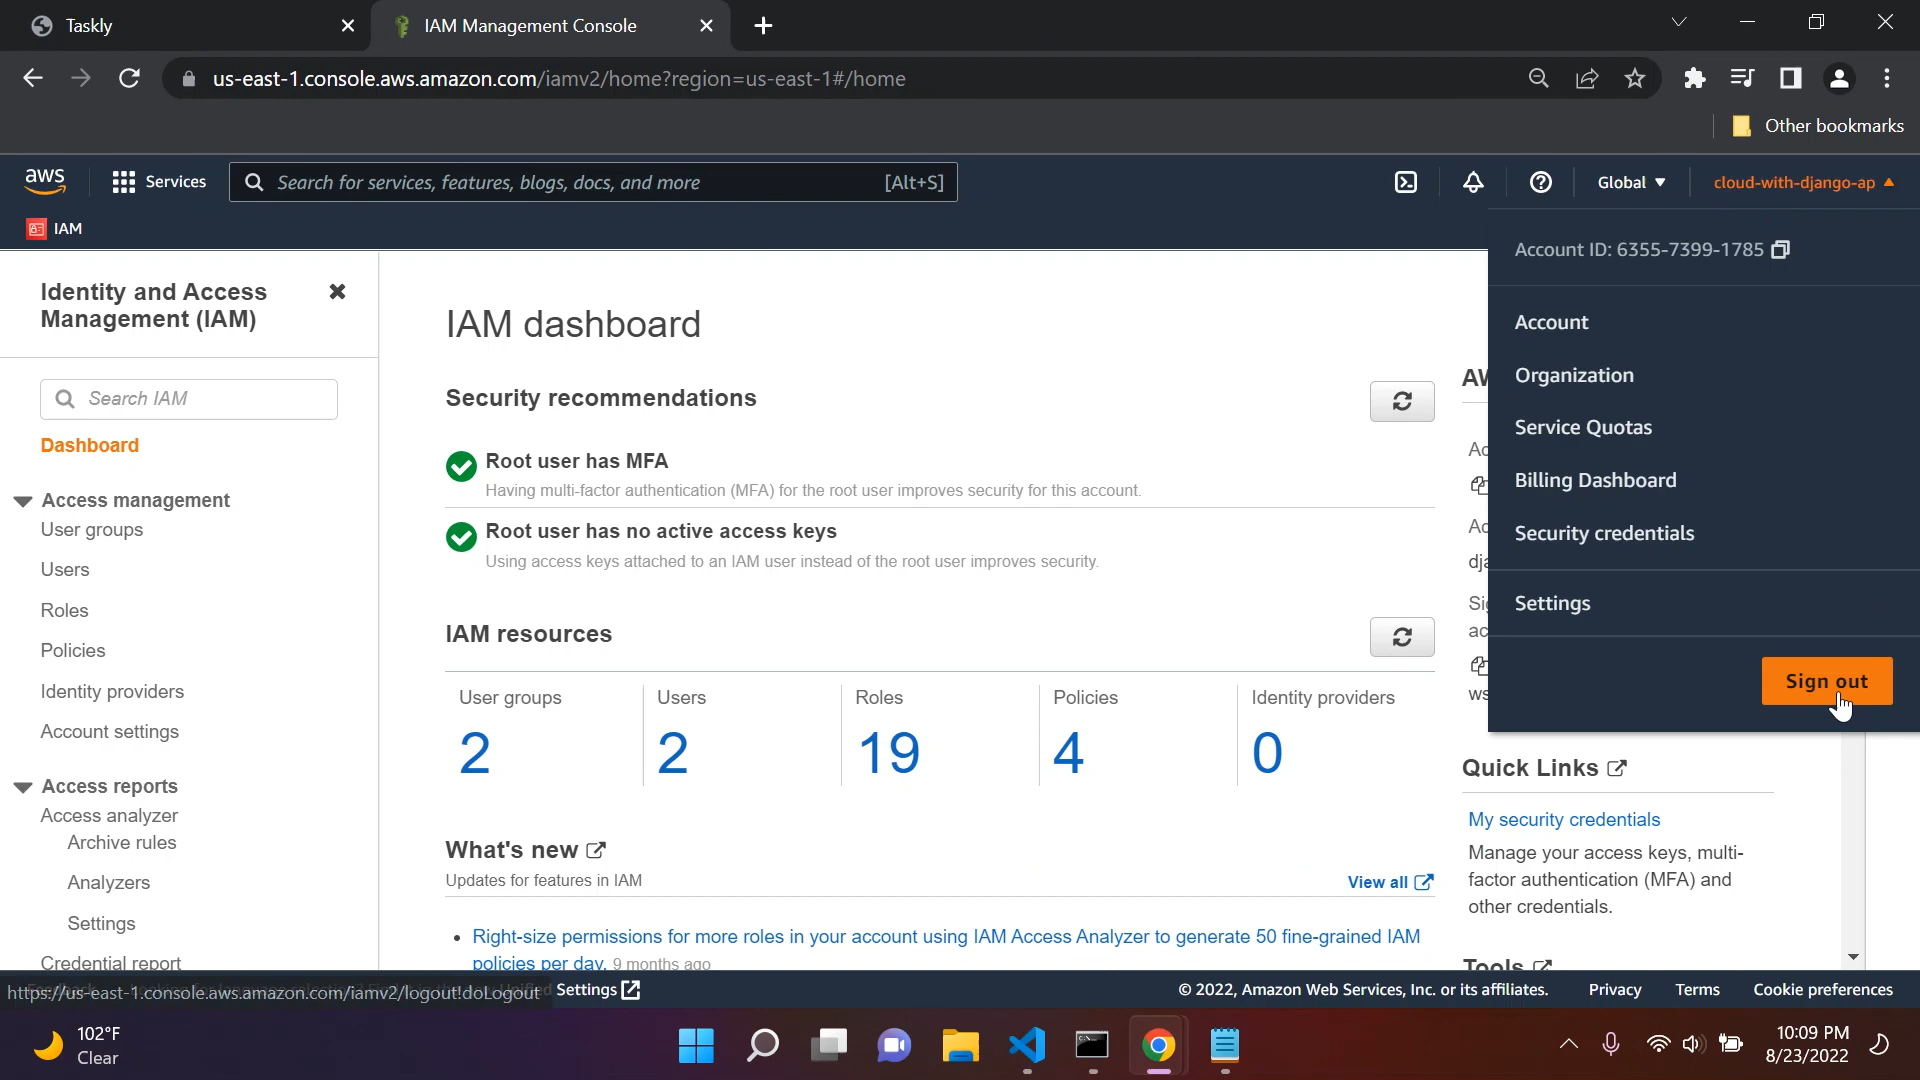 Taskly
IAM Management Console
us-east-1.console.aws.amazon.com/iamv2/home?region=us-east-1#/home
Other bookmarks
aws
Services
Search for services, features, blogs, docs, and more
[Alt+S]
Global
cloud-with-django-ap
IAM
Account ID: 6355-7399-1785
Account
Organization
Service Quotas
Billing Dashboard
Security credentials
Settings
Sign out
Identity and Access
Management (IAM)
Search IAM
Dashboard
Access management
User groups
Users
Roles
Policies
Identity providers
Account settings
Access reports
Access analyzer
Archive rules
Analyzers
Settings
Credential report
IAM dashboard
Security recommendations
Root user has MFA
Having multi-factor authentication (MFA) for the root user improves security for this account.
Root user has no active access keys
Using access keys attached to an IAM user instead of the root user improves security.
IAM resources
User groups
2
Users
2
Roles
19
Policies
4
Identity providers
0
What's new
Updates for features in IAM
View all
• Right-size permissions for more roles in your account using IAM Access Analyzer to generate 50 fine-grained IAM
policies per day. 9 months ago
Quick Links
My security credentials
Manage your access keys, multi-
factor authentication (MFA) and
other credentials.
Tools
https://us-east-1.console.aws.amazon.com/iamv2/logout!doLogout
Settings
© 2022, Amazon Web Services, Inc. or its affiliates.
Privacy
Terms
Cookie preferences
102°F
Clear
10:09 PM
8/23/2022